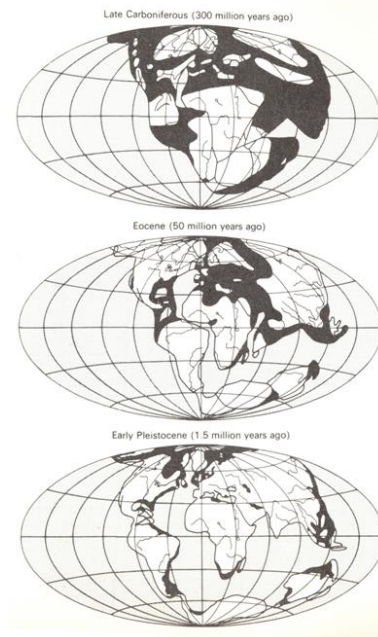 Late Carboniferous (300 million years ago)
Eocene (50 million years ago)
Early Pleistocene (1.5 million years ago)